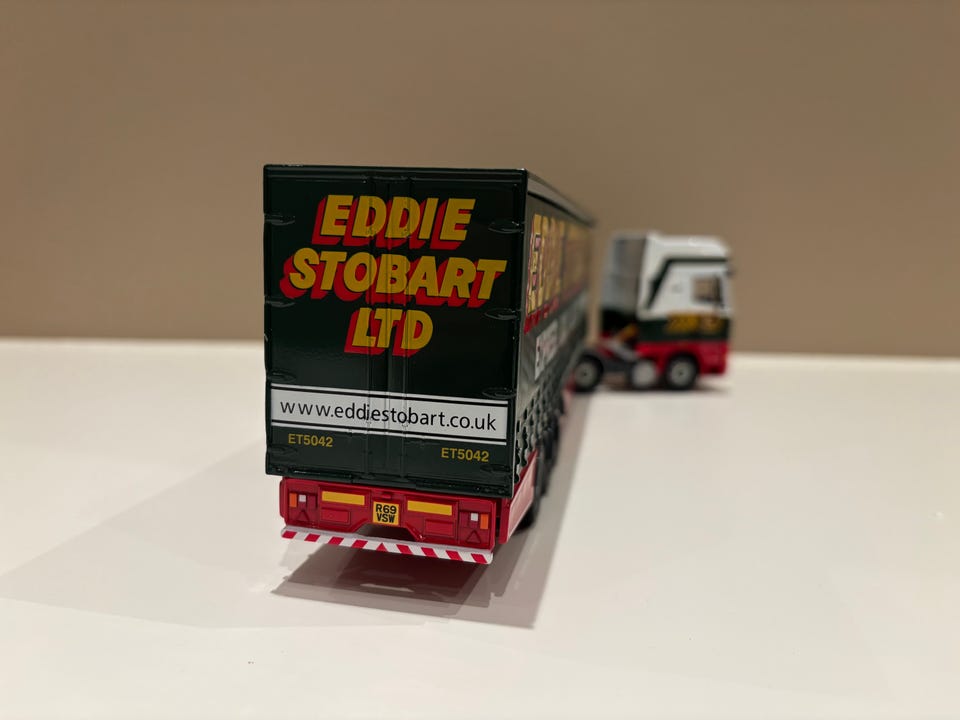 EDDIE
STOBART
LTD
www.eddiestobart.co.uk
ET5042
ET5042
R69
VSW